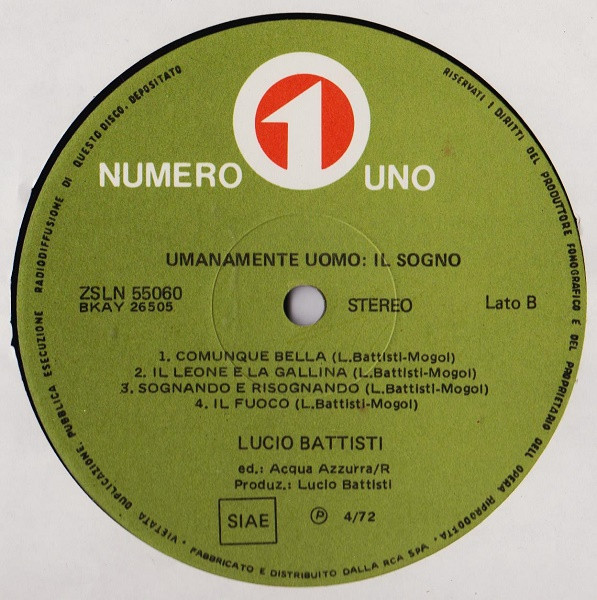 RISERVATI I DIRITTI DEL PRODUTTORE FONOGRAFICO E DEL PROPRIETARIO DELL'OPERA RIPRODOTTA - VIETATA DUPLICAZIONE, PUBBLICA ESECUZIONE RADIODIFFUSIONE DI QUESTO DISCO. DEPOSITATO
1
NUMERO UNO
UMANAMENTE UOMO: IL SOGNO
ZSLN 55060
BKAY 26505
STEREO
Lato B
1. COMUNQUE BELLA (L.Battisti-Mogol)
2. IL LEONE E LA GALLINA (L.Battisti-Mogol)
3. SOGNANDO E RISOGNANDO (L.Battisti-Mogol)
4. IL FUOCO (L.Battisti-Mogol)
LUCIO BATTISTI
ed.: Acqua Azzurra/R
Produz.: Lucio Battisti
SIAE
Ⓟ 4/72
FABBRICATO E DISTRIBUITO DALLA RCA SpA -